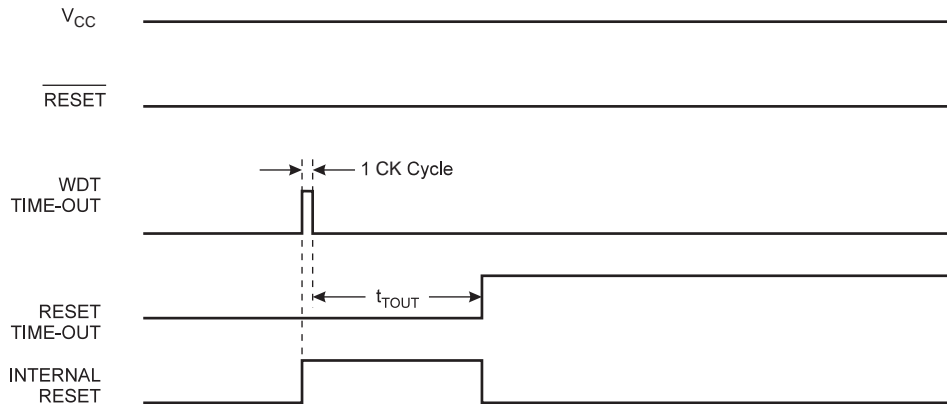 VCC
RESET
1 CK Cycle
WDT
TIME-OUT
tTOUT
RESET
TIME-OUT
INTERNAL
RESET